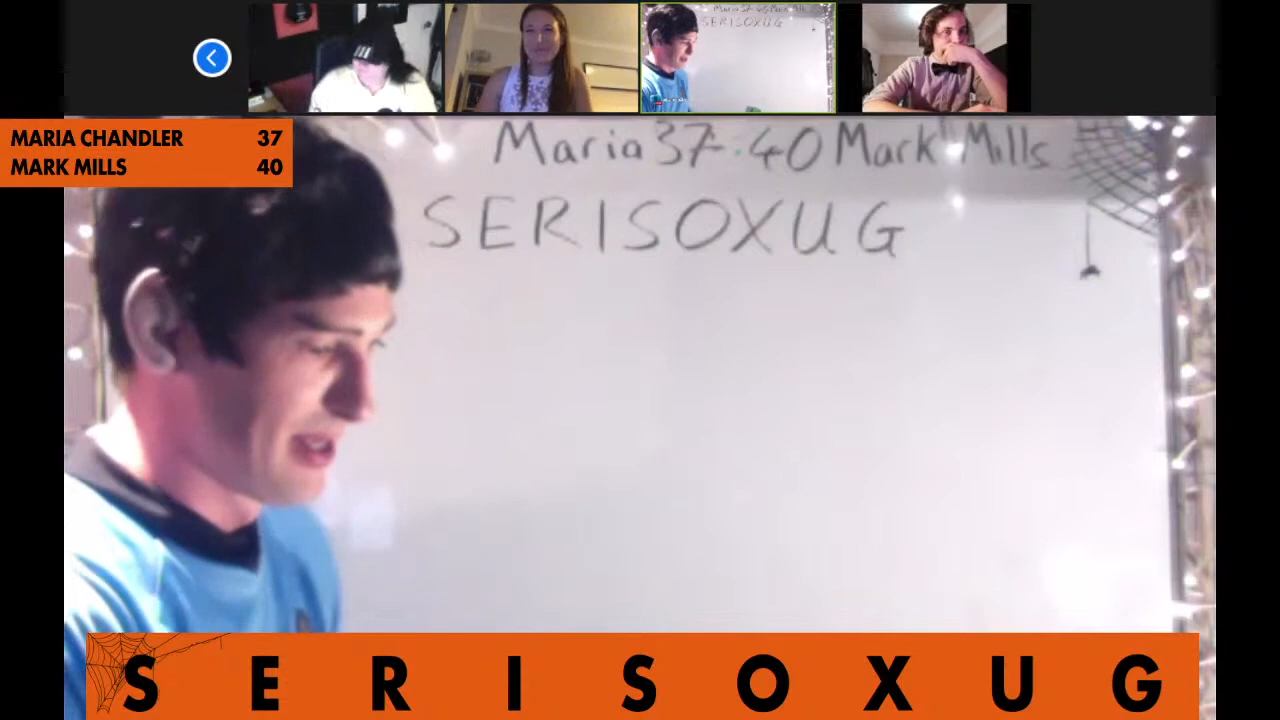 MARIA CHANDLER 37
MARK MILLS 40
Maria 37 · 40 Mark Mills
SERISOXUG
S E R I S O X U G